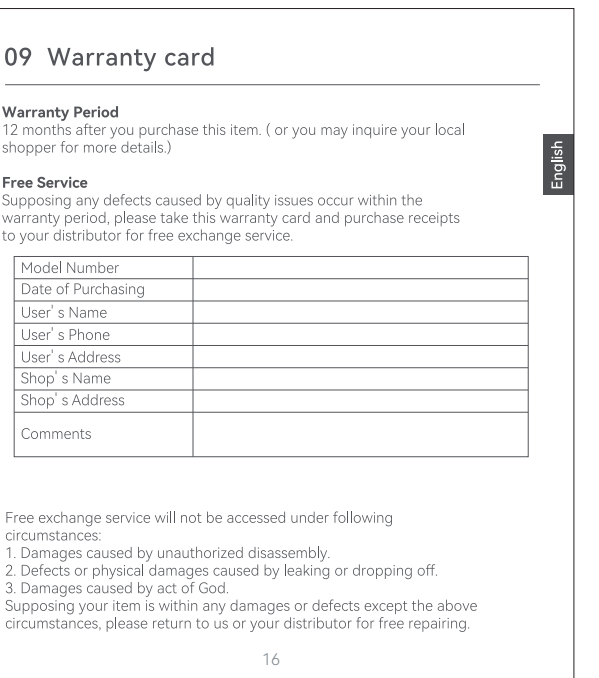 09 Warranty card
Warranty Period
12 months after you purchase this item. ( or you may inquire your local
shopper for more details.)
English
Free Service
Supposing any defects caused by quality issues occur within the
warranty period, please take this warranty card and purchase receipts
to your distributor for free exchange service.
Model Number
Date of Purchasing
User's Name
User's Phone
User's Address
Shop's Name
Shop's Address
Comments
Free exchange service will not be accessed under following
circumstances:
1. Damages caused by unauthorized disassembly.
2. Defects or physical damages caused by leaking or dropping off.
3. Damages caused by act of God.
Supposing your item is within any damages or defects except the above
circumstances, please return to us or your distributor for free repairing.
16